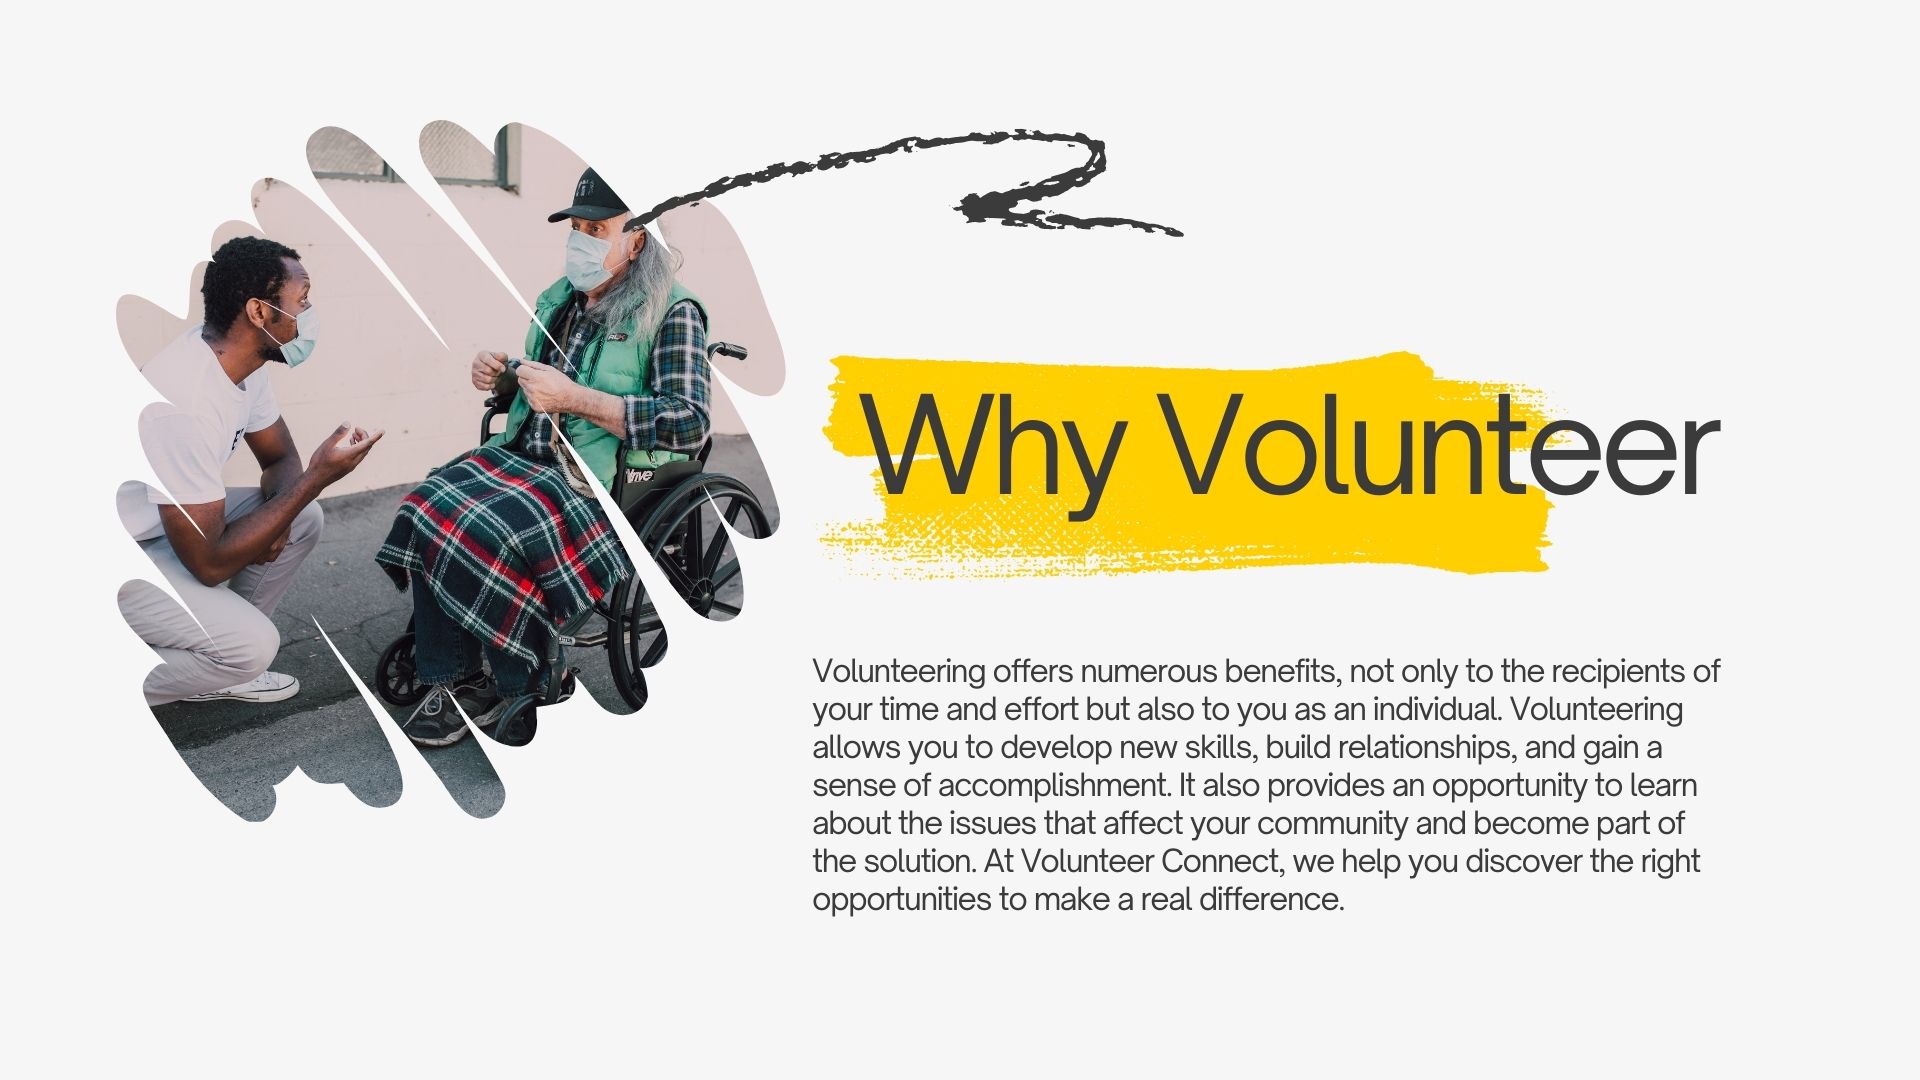 Why Volunteer
Volunteering offers numerous benefits, not only to the recipients of
your time and effort but also to you as an individual. Volunteering
allows you to develop new skills, build relationships, and gain a
sense of accomplishment. It also provides an opportunity to learn
about the issues that affect your community and become part of
the solution. At Volunteer Connect, we help you discover the right
opportunities to make a real difference.